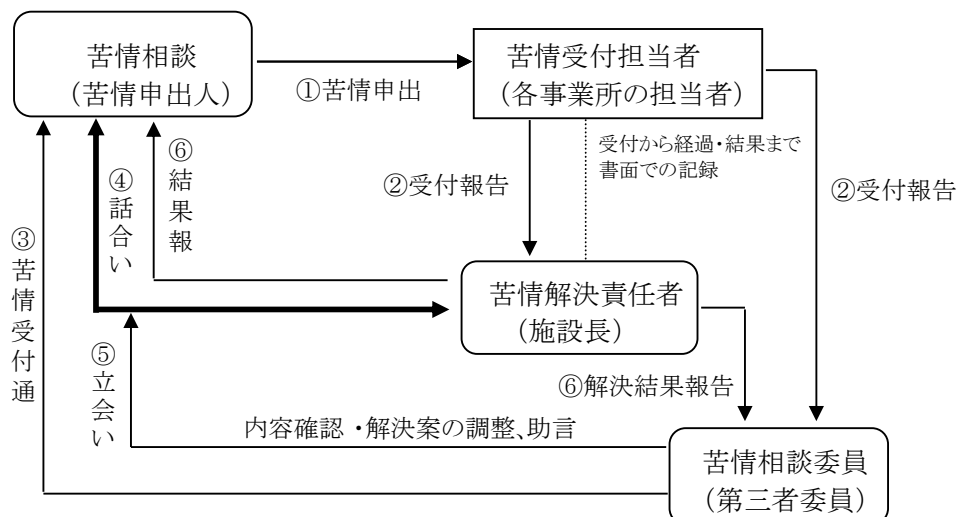 苦情相談
（苦情申出人）
①苦情申出
苦情受付担当者
（各事業所の担当者）
受付から経過・結果まで
書面での記録
②受付報告
②受付報告
⑥結果報
④話合い
③苦情受付通
苦情解決責任者
（施設長）
⑤立会い
⑥解決結果報告
内容確認・解決案の調整、助言
苦情相談委員
（第三者委員）